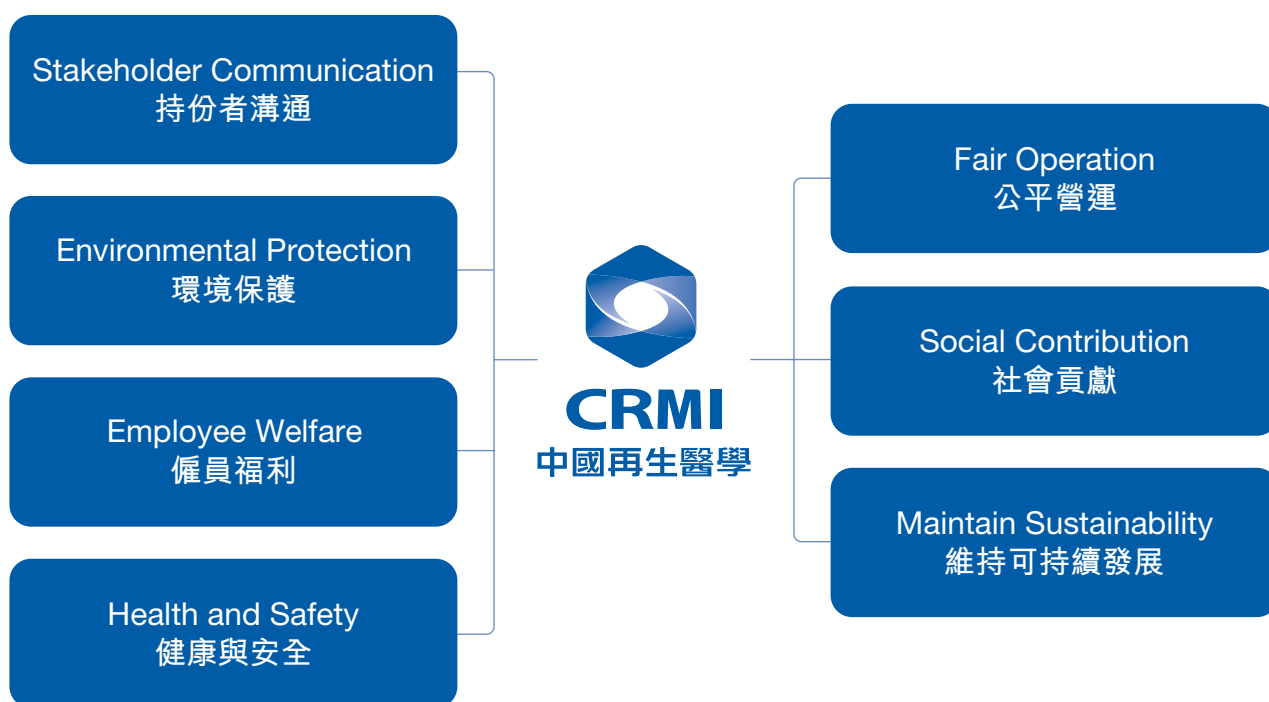 Stakeholder Communication
持份者溝通
Environmental Protection
環境保護
Employee Welfare
僱員福利
Health and Safety
健康與安全
CRMI
中國再生醫學
Fair Operation
公平營運
Social Contribution
社會貢獻
Maintain Sustainability
維持可持續發展